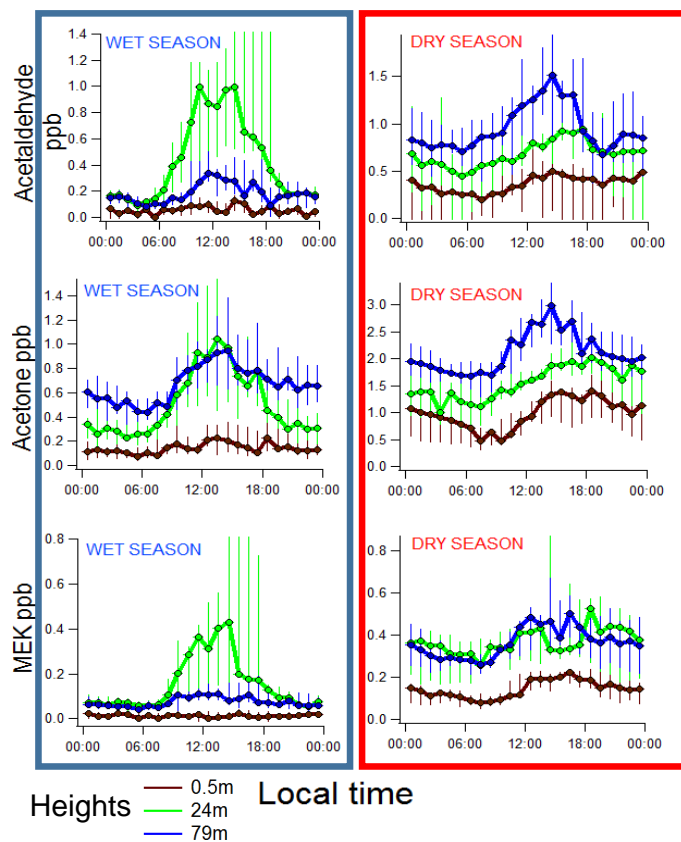 Acetaldehyde
ppb
WET SEASON
1.4
1.2
1.0
0.8
0.6
0.4
0.2
0.0
00:00 06:00 12:00 18:00 00:00
DRY SEASON
1.5
1.0
0.5
0.0
00:00 06:00 12:00 18:00 00:00
Acetone ppb
WET SEASON
1.4
1.2
1.0
0.8
0.6
0.4
0.2
0.0
00:00 06:00 12:00 18:00 00:00
DRY SEASON
3.0
2.5
2.0
1.5
1.0
0.5
0.0
00:00 06:00 12:00 18:00 00:00
MEK ppb
WET SEASON
0.8
0.6
0.4
0.2
0.0
00:00 06:00 12:00 18:00 00:00
DRY SEASON
0.8
0.6
0.4
0.2
0.0
00:00 06:00 12:00 18:00 00:00
Heights
0.5m
24m
79m
Local time